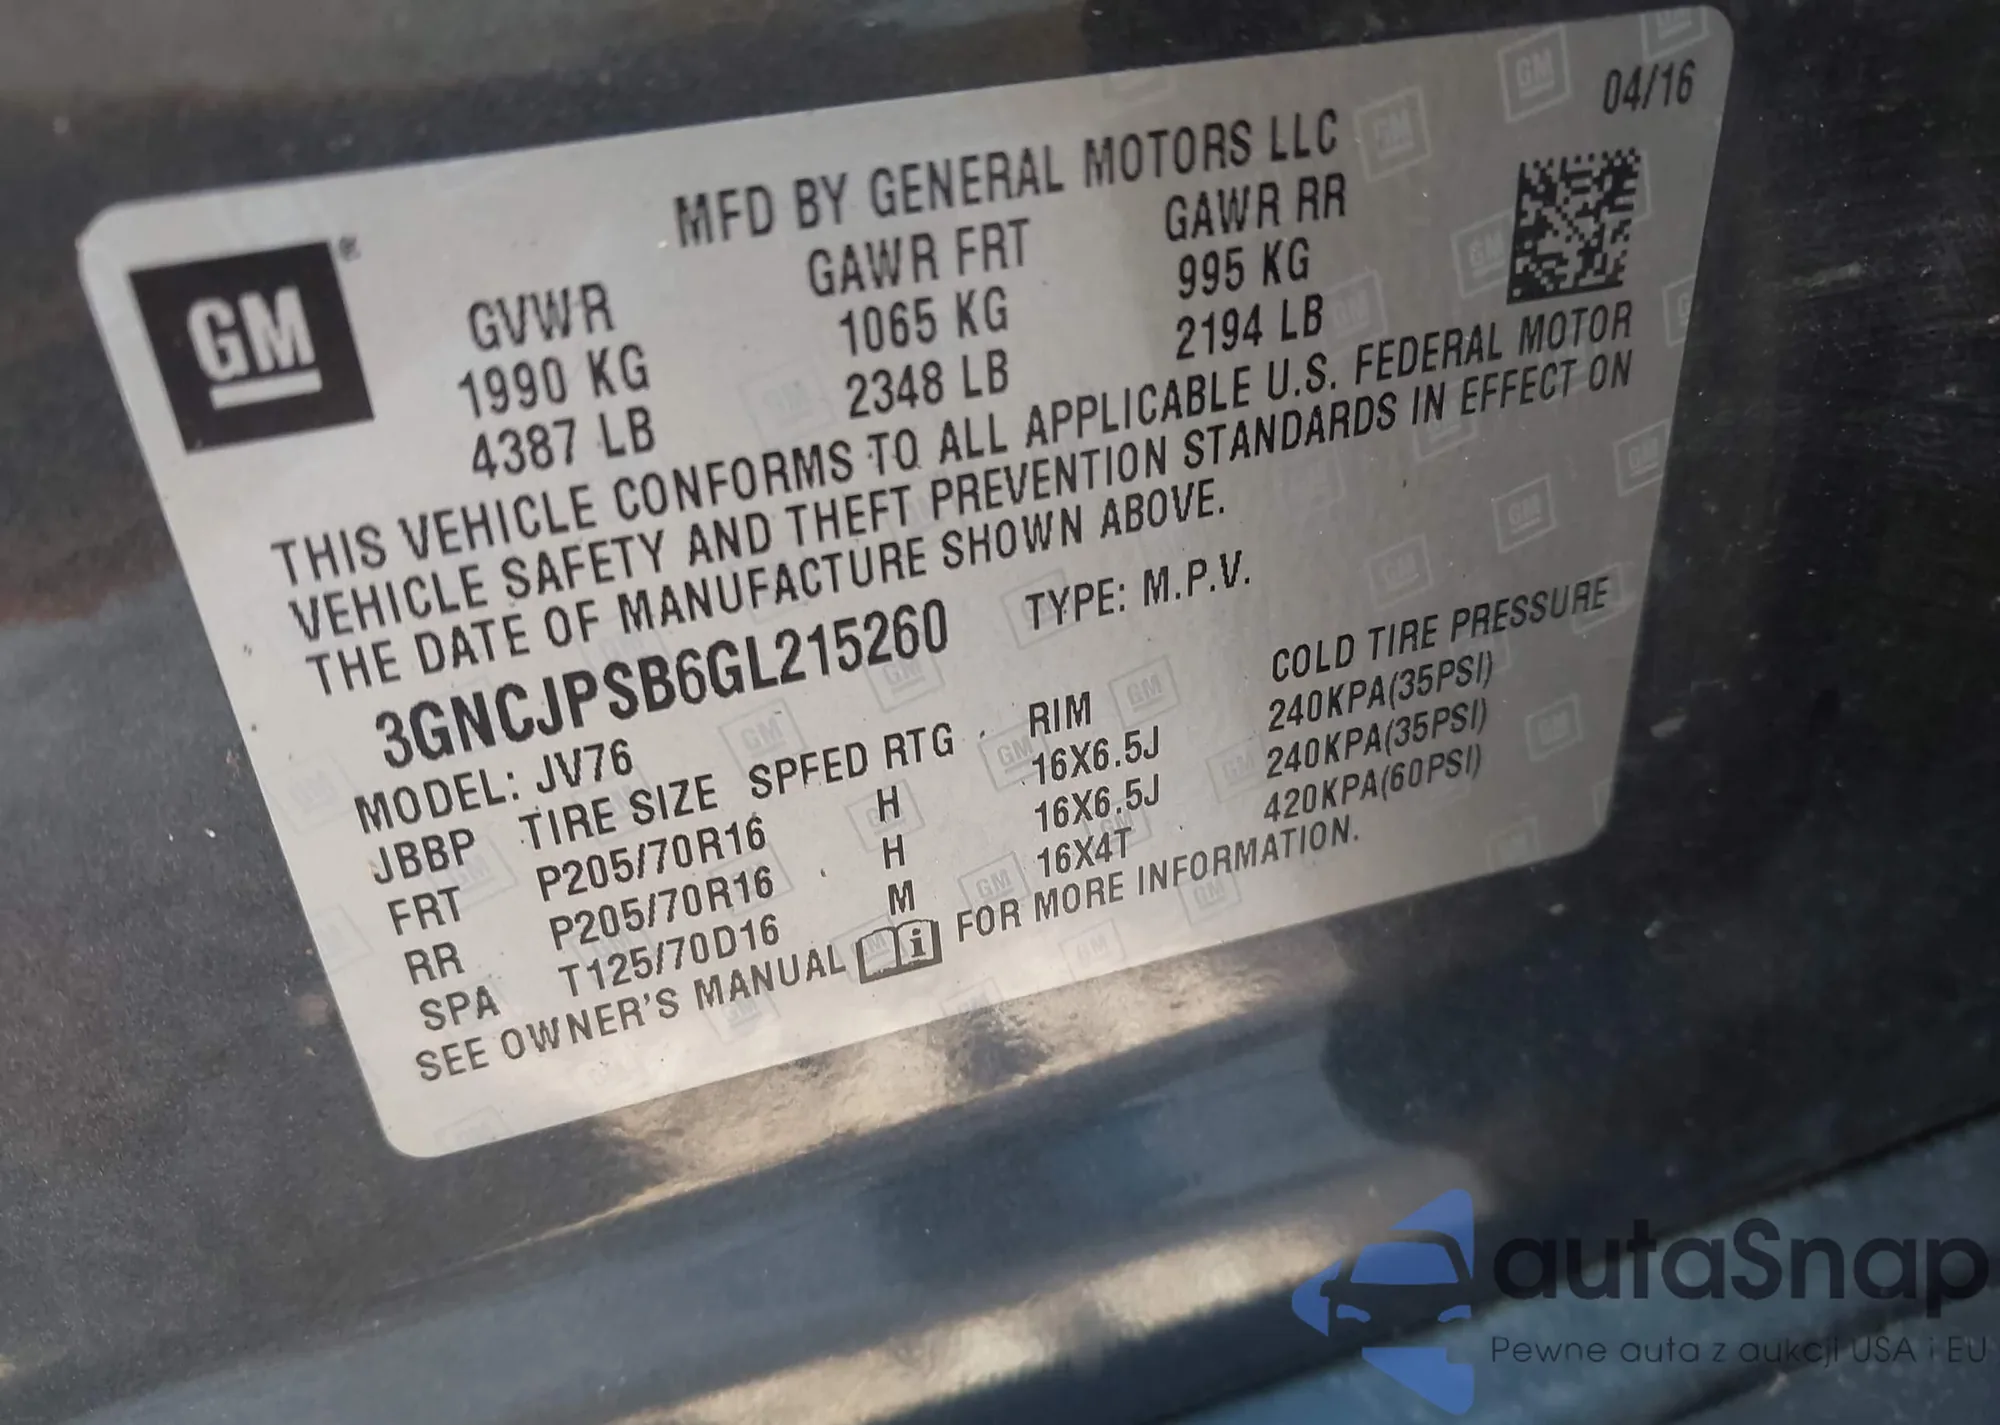 04/16
MFD BY GENERAL MOTORS LLC
GM ®
GVWR GAWR FRT GAWR RR
1990 KG 1065 KG 995 KG
4387 LB 2348 LB 2194 LB
THIS VEHICLE CONFORMS TO ALL APPLICABLE U.S. FEDERAL MOTOR
VEHICLE SAFETY AND THEFT PREVENTION STANDARDS IN EFFECT ON
THE DATE OF MANUFACTURE SHOWN ABOVE.
3GNCJPSB6GL215260 TYPE: M.P.V.
MODEL: JV76
JBBP TIRE SIZE SPEED RTG RIM COLD TIRE PRESSURE
FRT P205/70R16 H 16X6.5J 240KPA(35PSI)
RR P205/70R16 H 16X6.5J 240KPA(35PSI)
SPA T125/70D16 M 16X4T 420KPA(60PSI)
SEE OWNER'S MANUAL i FOR MORE INFORMATION.
autaSnap
Pewne auta z aukcji USA i EU